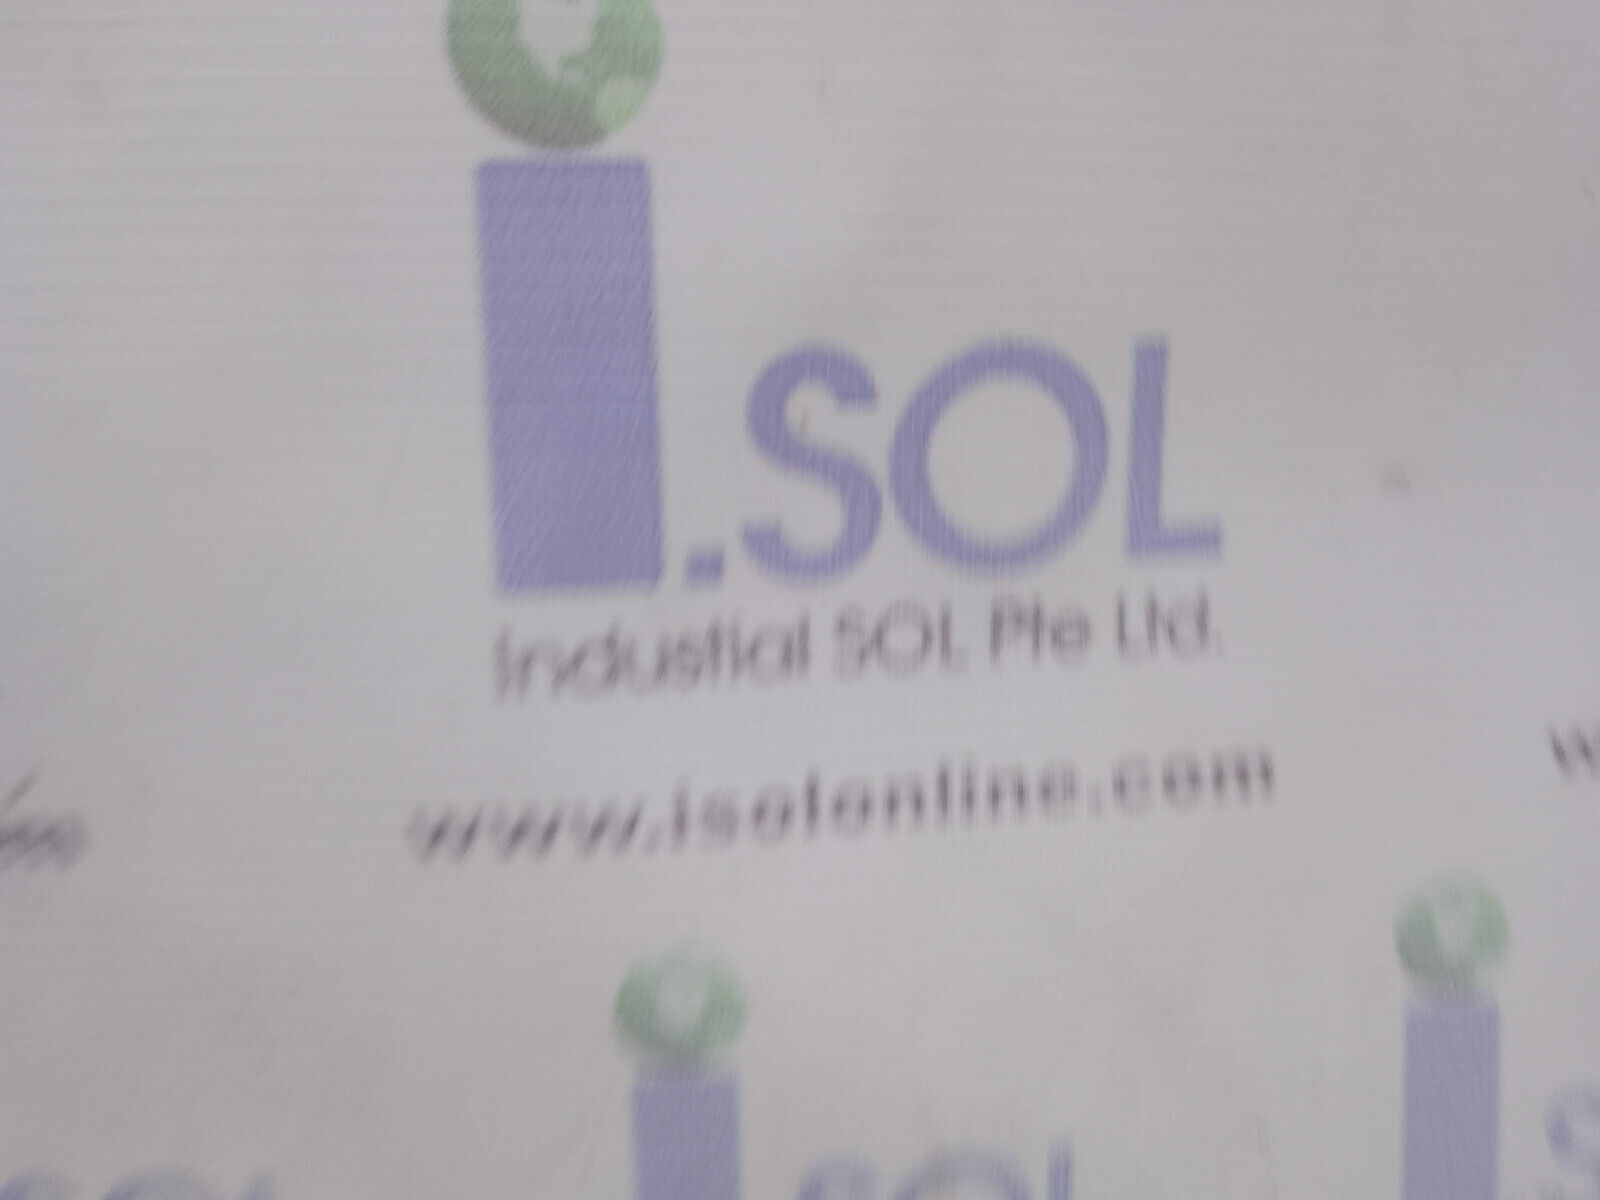 i.SOL
Industial SOL Pte Ltd.
www.isolonline.com